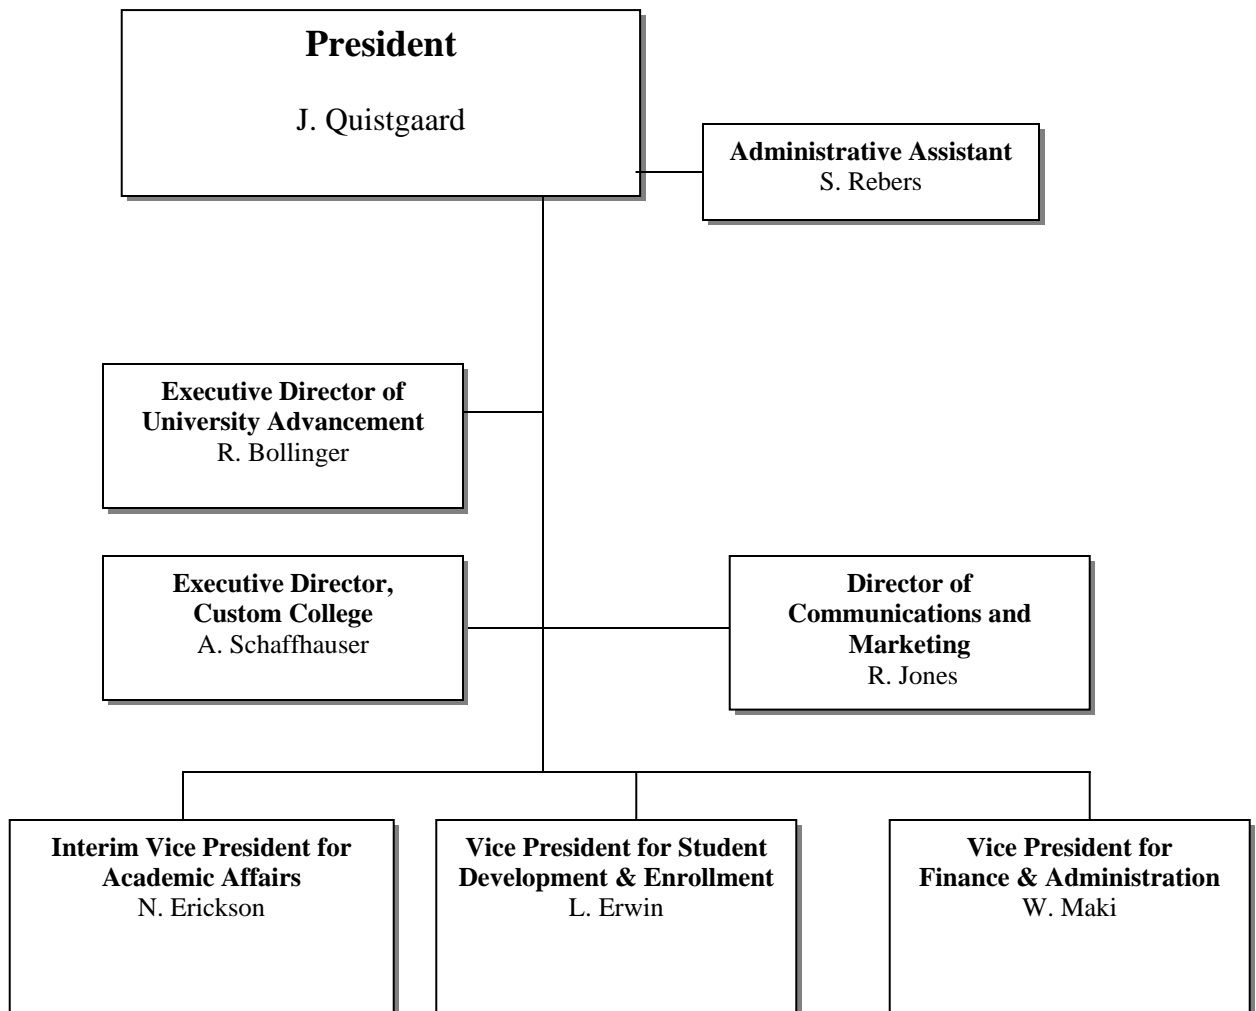 President
J. Quistgaard
Administrative Assistant
S. Rebers
Executive Director of
University Advancement
R. Bollinger
Executive Director,
Custom College
A. Schaffhauser
Director of
Communications and
Marketing
R. Jones
Interim Vice President for
Academic Affairs
N. Erickson
Vice President for Student
Development & Enrollment
L. Erwin
Vice President for
Finance & Administration
W. Maki